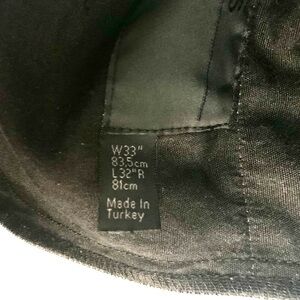 W33"
83,5cm
L32"R
81cm
Made In
Turkey